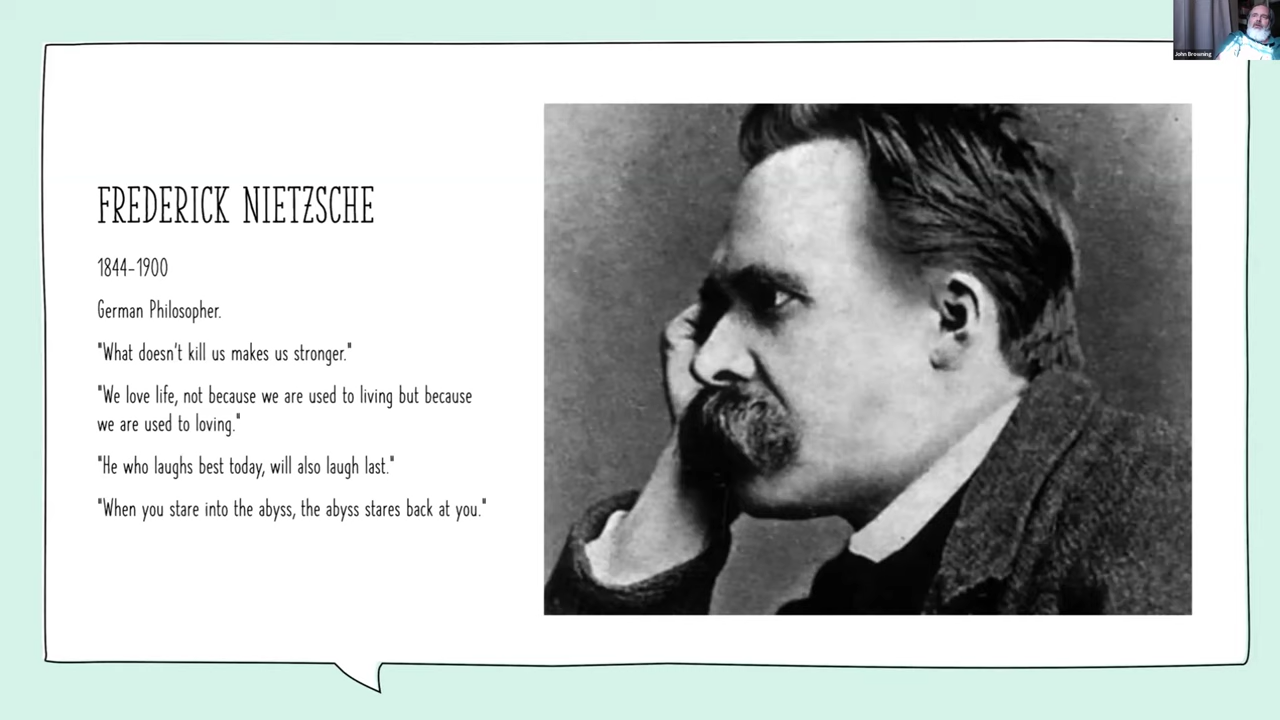 John Browning
FREDERICK NIETZSCHE
1844-1900
German Philosopher.
"What doesn't kill us makes us stronger."
"We love life, not because we are used to living but because
we are used to loving."
"He who laughs best today, will also laugh last."
"When you stare into the abyss, the abyss stares back at you."